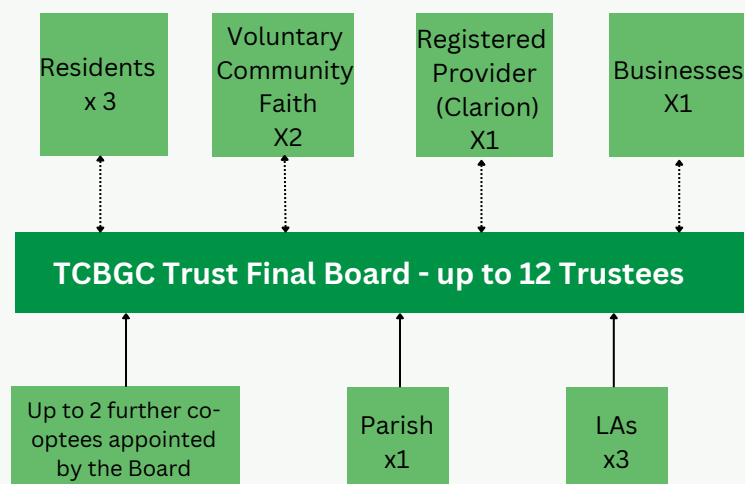 Residents
x 3
Voluntary
Community
Faith
X2
Registered
Provider
(Clarion)
X1
Businesses
X1
TCBGC Trust Final Board - up to 12 Trustees
Up to 2 further co-
optees appointed
by the Board
Parish
x1
LAs
x3